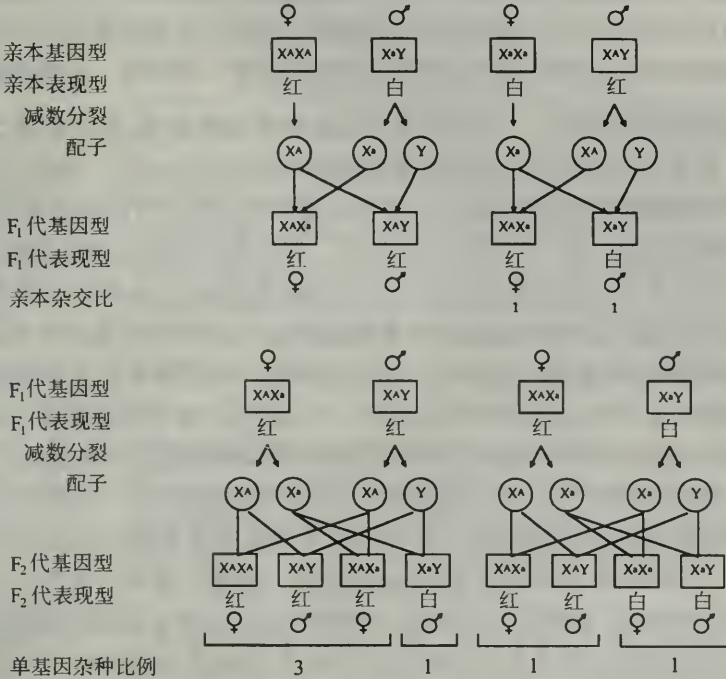 ♀ ♂ ♀ ♂
亲本基因型 XᴬXᴬ XᵃY XᵃXᵃ XᴬY
亲本表现型 红 白 白 红
减数分裂
配子 Xᴬ Xᵃ Y Xᵃ Xᴬ Y
F₁代基因型 XᴬXᵃ XᴬY XᴬXᵃ XᵃY
F₁代表现型 红 红 红 白
♀ ♂ ♀ ♂
亲本杂交比 1 1
♀ ♂ ♀ ♂
F₁代基因型 XᴬXᵃ XᴬY XᴬXᵃ XᵃY
F₁代表现型 红 红 红 白
减数分裂
配子 Xᴬ Xᵃ Xᴬ Y Xᴬ Xᵃ Xᵃ Y
F₂代基因型 XᴬXᴬ XᴬY XᴬXᵃ XᵃY XᴬXᵃ XᴬY XᵃXᵃ XᵃY
F₂代表现型 红 红 红 白 红 红 白 白
♀ ♂ ♀ ♂ ♀ ♂ ♀ ♂
单基因杂种比例 3 1 1 1